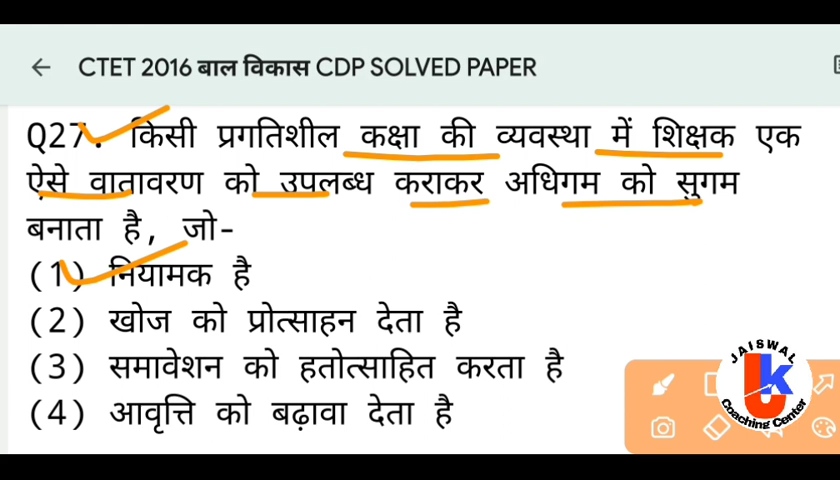 CTET 2016 बाल विकास CDP SOLVED PAPER
Q27. किसी प्रगतिशील कक्षा की व्यवस्था में शिक्षक एक
ऐसे वातावरण को उपलब्ध कराकर अधिगम को सुगम
बनाता है, जो-
(1) नियामक है
(2) खोज को प्रोत्साहन देता है
(3) समावेशन को हतोत्साहित करता है
(4) आवृत्ति को बढ़ावा देता है
JAISWAL
UK
Coaching Center